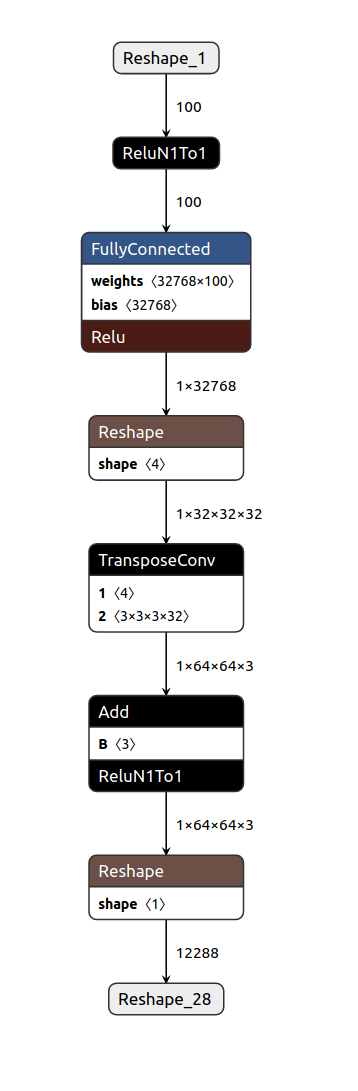 Reshape_1
100
ReluN1To1
100
FullyConnected
weights 〈32768×100〉
bias 〈32768〉
Relu
1×32768
Reshape
shape 〈4〉
1×32×32×32
TransposeConv
1 〈4〉
2 〈3×3×3×32〉
1×64×64×3
Add
B 〈3〉
ReluN1To1
1×64×64×3
Reshape
shape 〈1〉
12288
Reshape_28